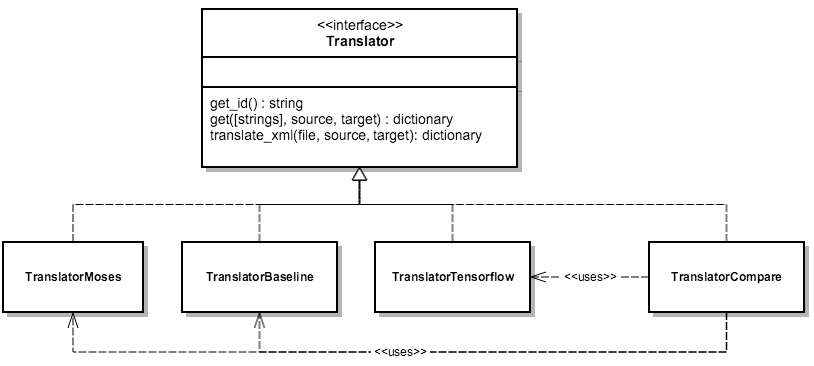 <<interface>>
Translator
get_id() : string
get([strings], source, target) : dictionary
translate_xml(file, source, target): dictionary
TranslatorMoses
TranslatorBaseline
TranslatorTensorflow
<<uses>>
TranslatorCompare
<<uses>>